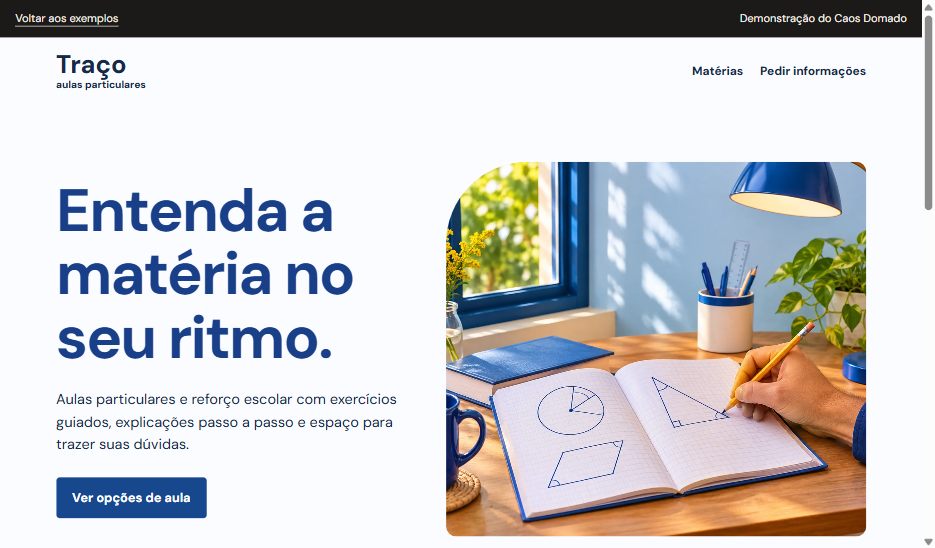 Voltar aos exemplos
Demonstração do Caos Domado
Traço
aulas particulares
Matérias
Pedir informações
Entenda a
matéria no
seu ritmo.
Aulas particulares e reforço escolar com exercícios
guiados, explicações passo a passo e espaço para
trazer suas dúvidas.
Ver opções de aula